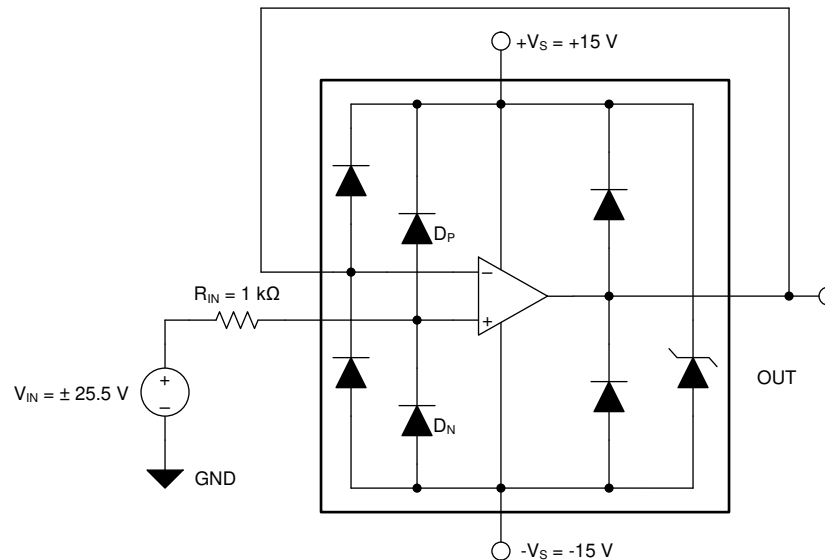 +VS = +15 V
DP
−
RIN = 1 kΩ
+
+
VIN = ± 25.5 V
−
OUT
DN
GND
-VS = -15 V